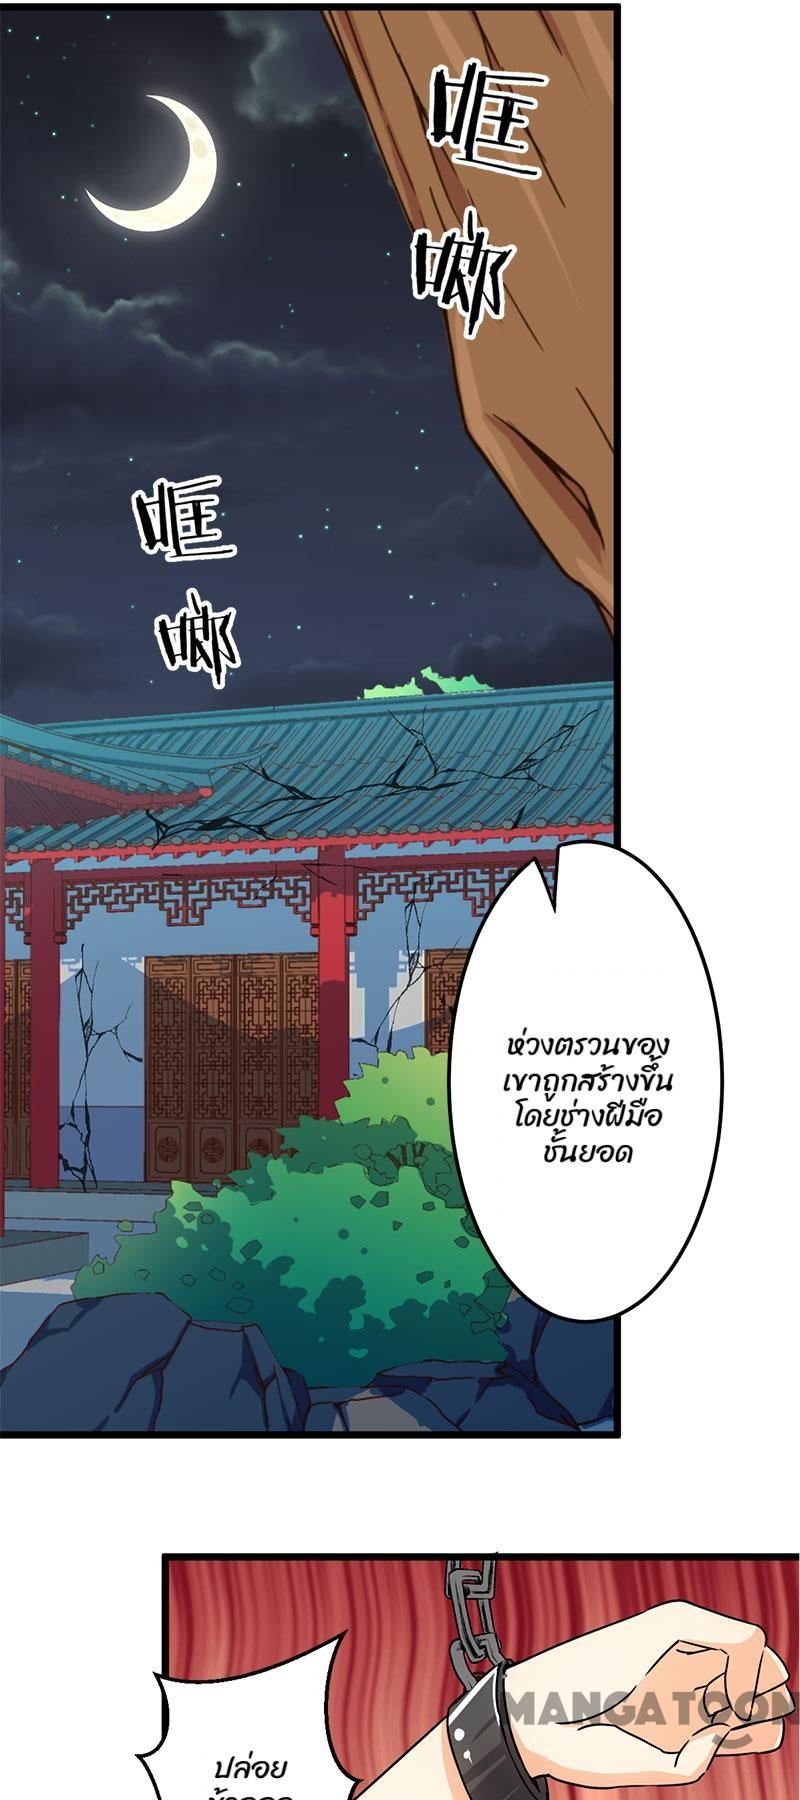 哐
啷
哐
啷
ห่วงตรวนของ
เขาถูกสร้างขึ้น
โดยช่างฝีมือ
ชั้นยอด
MANGATOON
ปล่อย